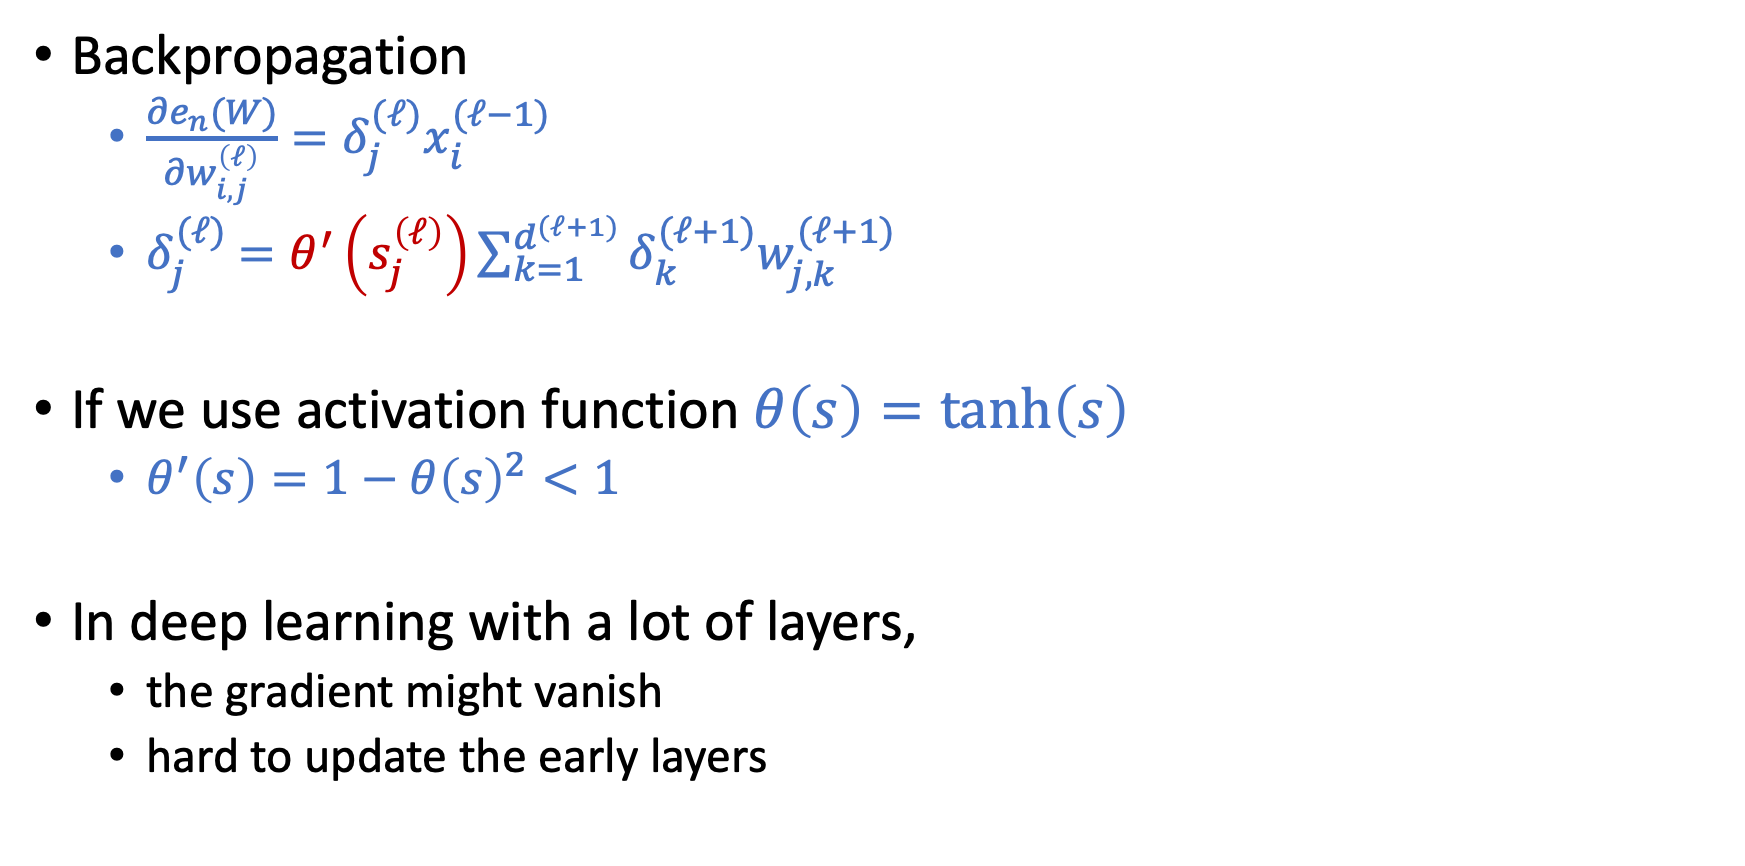 • Backpropagation
• ∂eₙ(W)/∂w_{i,j}^{(ℓ)} = δ_j^{(ℓ)} x_i^{(ℓ−1)}
• δ_j^{(ℓ)} = θ′(s_j^{(ℓ)}) ∑_{k=1}^{d^{(ℓ+1)}} δ_k^{(ℓ+1)} w_{j,k}^{(ℓ+1)}
• If we use activation function θ(s) = tanh(s)
• θ′(s) = 1 − θ(s)² < 1
• In deep learning with a lot of layers,
• the gradient might vanish
• hard to update the early layers